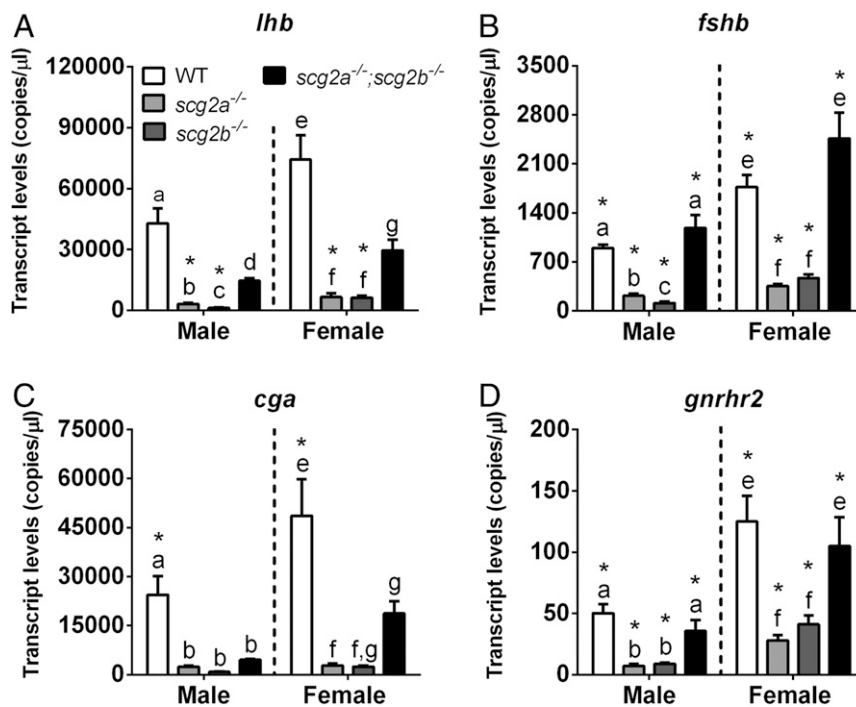 A
lhb
Transcript levels (copies/μl)
120000
90000
60000
30000
0
WT
scg2a-/-
scg2b-/-
scg2a-/-;scg2b-/-
a
* b
* c
d
e
* f
* f
g
Male
Female
B
fshb
Transcript levels (copies/μl)
3500
2800
2100
1400
700
0
* a
* b
* c
* a
* e
* f
* f
* e
Male
Female
C
cga
Transcript levels (copies/μl)
75000
60000
45000
30000
15000
0
* a
b
b
b
* e
f
f,g
g
Male
Female
D
gnrhr2
Transcript levels (copies/μl)
200
150
100
50
0
* a
* b
* b
* a
* e
* f
* f
* e
Male
Female